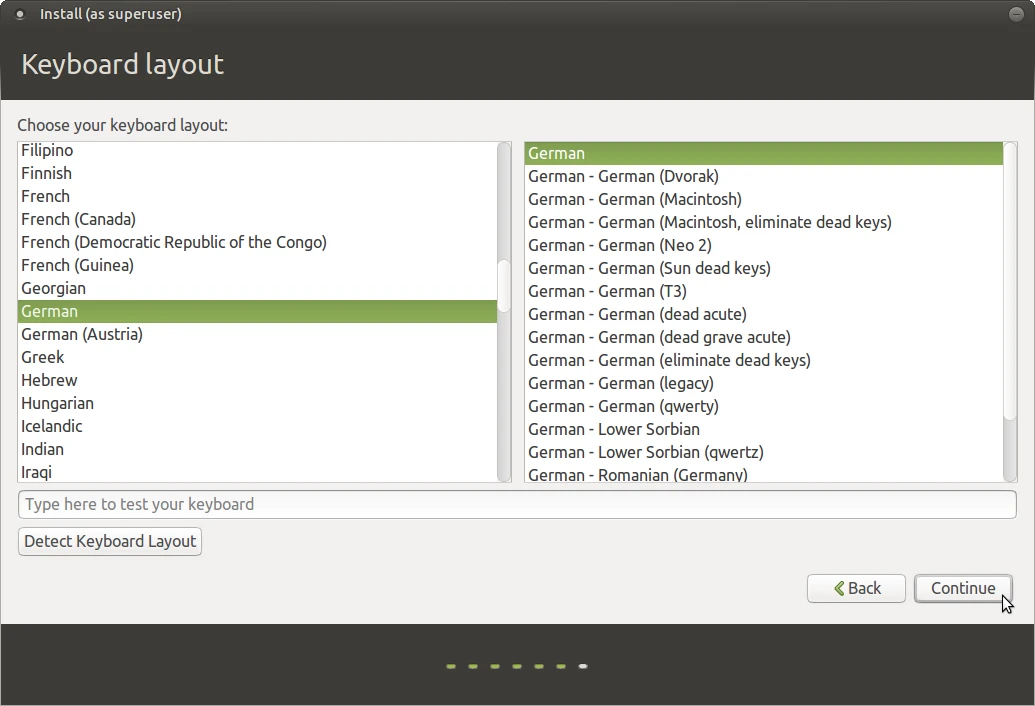 Install (as superuser)
Keyboard layout
Choose your keyboard layout:
Filipino
Finnish
French
French (Canada)
French (Democratic Republic of the Congo)
French (Guinea)
Georgian
German
German (Austria)
Greek
Hebrew
Hungarian
Icelandic
Indian
Iraqi
German
German - German (Dvorak)
German - German (Macintosh)
German - German (Macintosh, eliminate dead keys)
German - German (Neo 2)
German - German (Sun dead keys)
German - German (T3)
German - German (dead acute)
German - German (dead grave acute)
German - German (eliminate dead keys)
German - German (legacy)
German - German (qwerty)
German - Lower Sorbian
German - Lower Sorbian (qwertz)
German - Romanian (Germany)
Type here to test your keyboard
Detect Keyboard Layout
Back
Continue